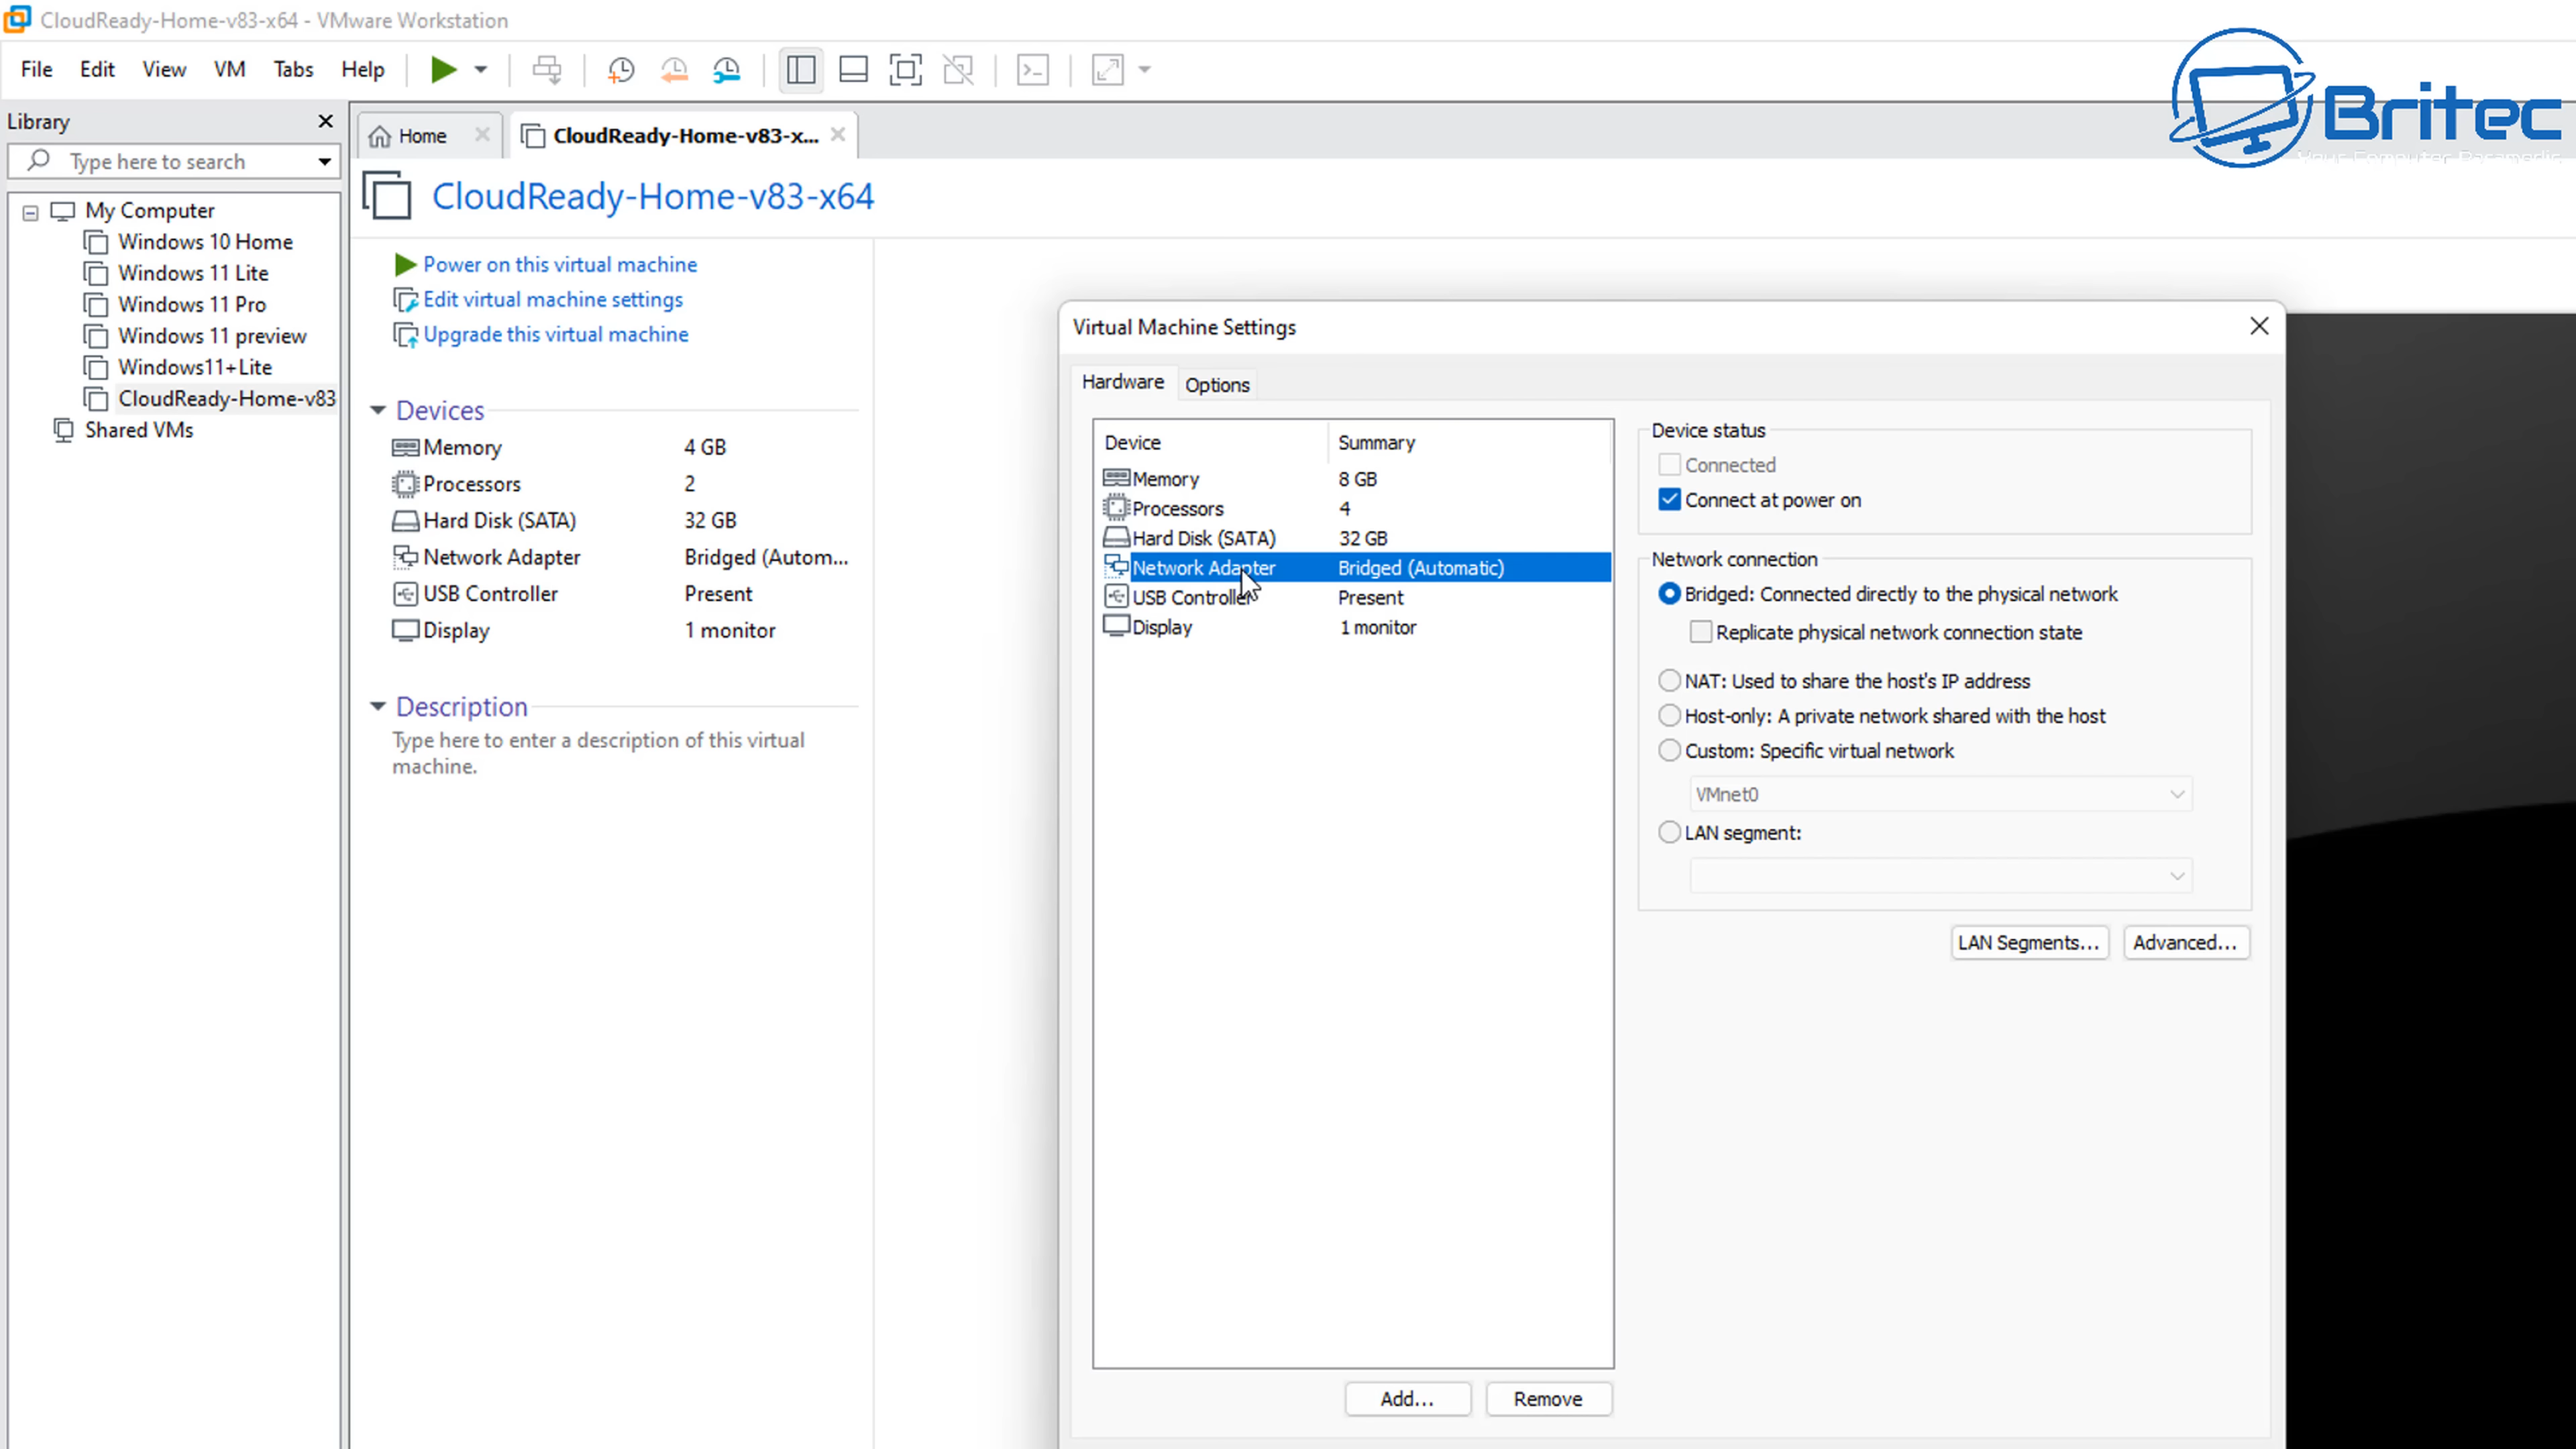 CloudReady-Home-v83-x64 - VMware Workstation
File Edit View VM Tabs Help
Britec
Your Computer Paramedic
Library
Type here to search
My Computer
Windows 10 Home
Windows 11 Lite
Windows 11 Pro
Windows 11 preview
Windows11+Lite
CloudReady-Home-v83
Shared VMs
Home
CloudReady-Home-v83-x...
CloudReady-Home-v83-x64
Power on this virtual machine
Edit virtual machine settings
Upgrade this virtual machine
Devices
Memory 4 GB
Processors 2
Hard Disk (SATA) 32 GB
Network Adapter Bridged (Autom...
USB Controller Present
Display 1 monitor
Description
Type here to enter a description of this virtual
machine.
Virtual Machine Settings
Hardware Options
Device Summary
Memory 8 GB
Processors 4
Hard Disk (SATA) 32 GB
Network Adapter Bridged (Automatic)
USB Controller Present
Display 1 monitor
Add... Remove
Device status
Connected
Connect at power on
Network connection
Bridged: Connected directly to the physical network
Replicate physical network connection state
NAT: Used to share the host's IP address
Host-only: A private network shared with the host
Custom: Specific virtual network
VMnet0
LAN segment:
LAN Segments... Advanced...